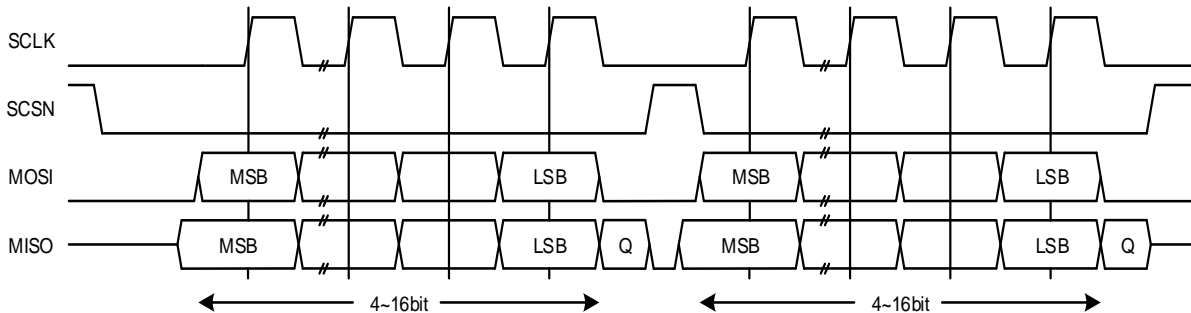 SCLK
SCSN
MOSI MSB LSB MSB LSB
MISO MSB LSB Q MSB LSB Q
4~16bit 4~16bit